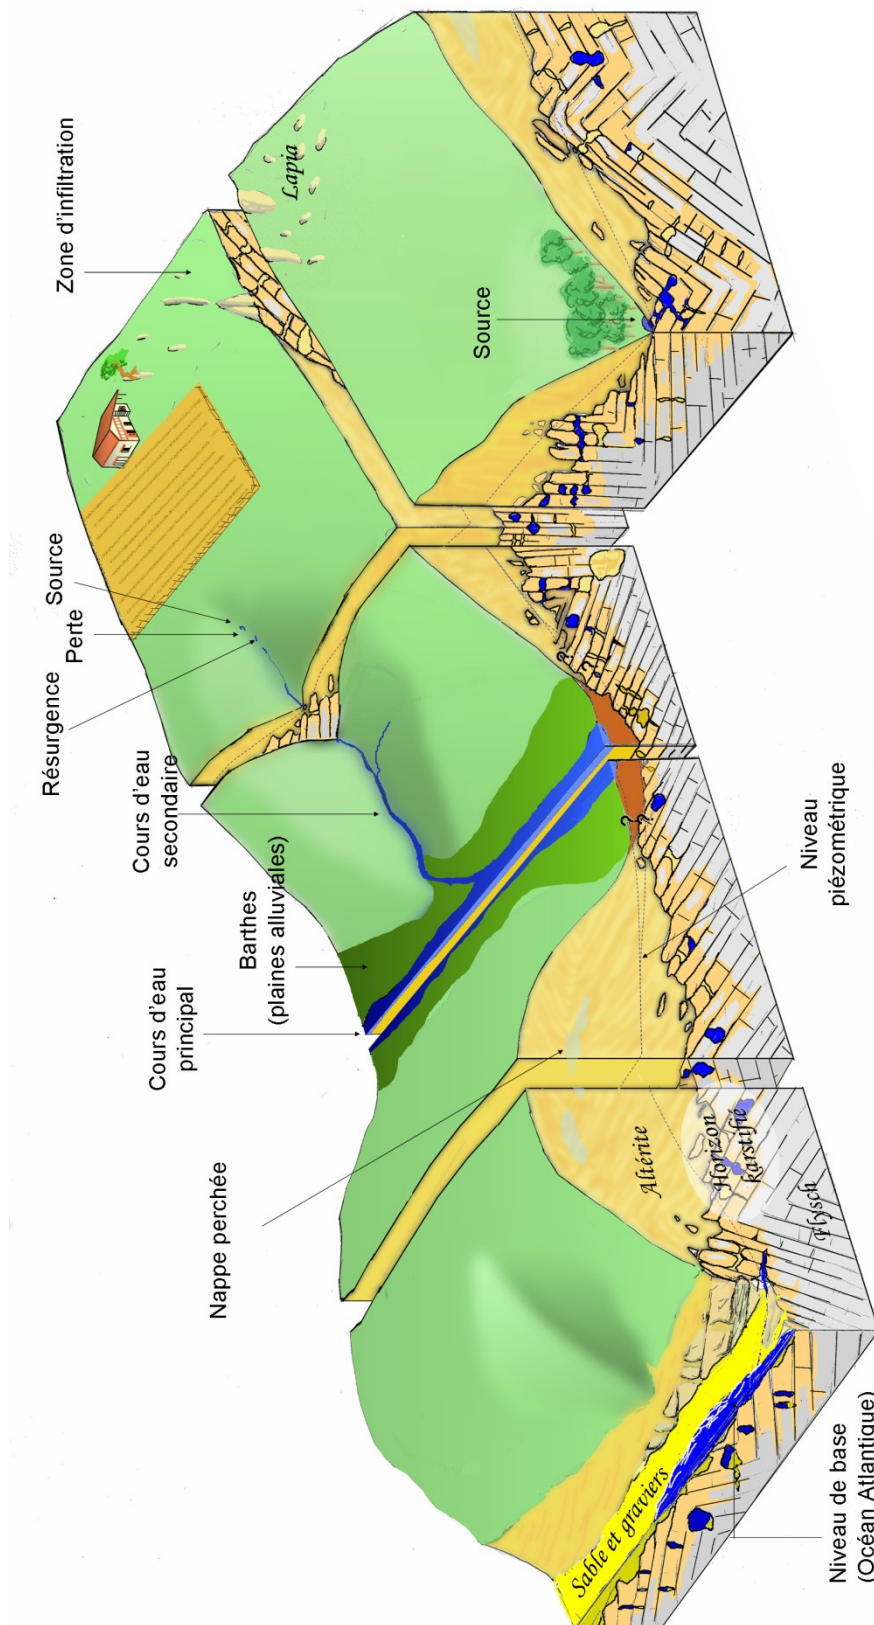 Nappe perchée
Cours d'eau
principal
Barthes
(plaines alluviales)
Cours d'eau
secondaire
Résurgence
Perte
Source
Zone d'infiltration
Lapia
Source
Altérite
Horizon
karstifié
Flysch
Sable et graviers
Niveau de base
(Océan Atlantique)
Niveau
piézométrique
?
?
?
?